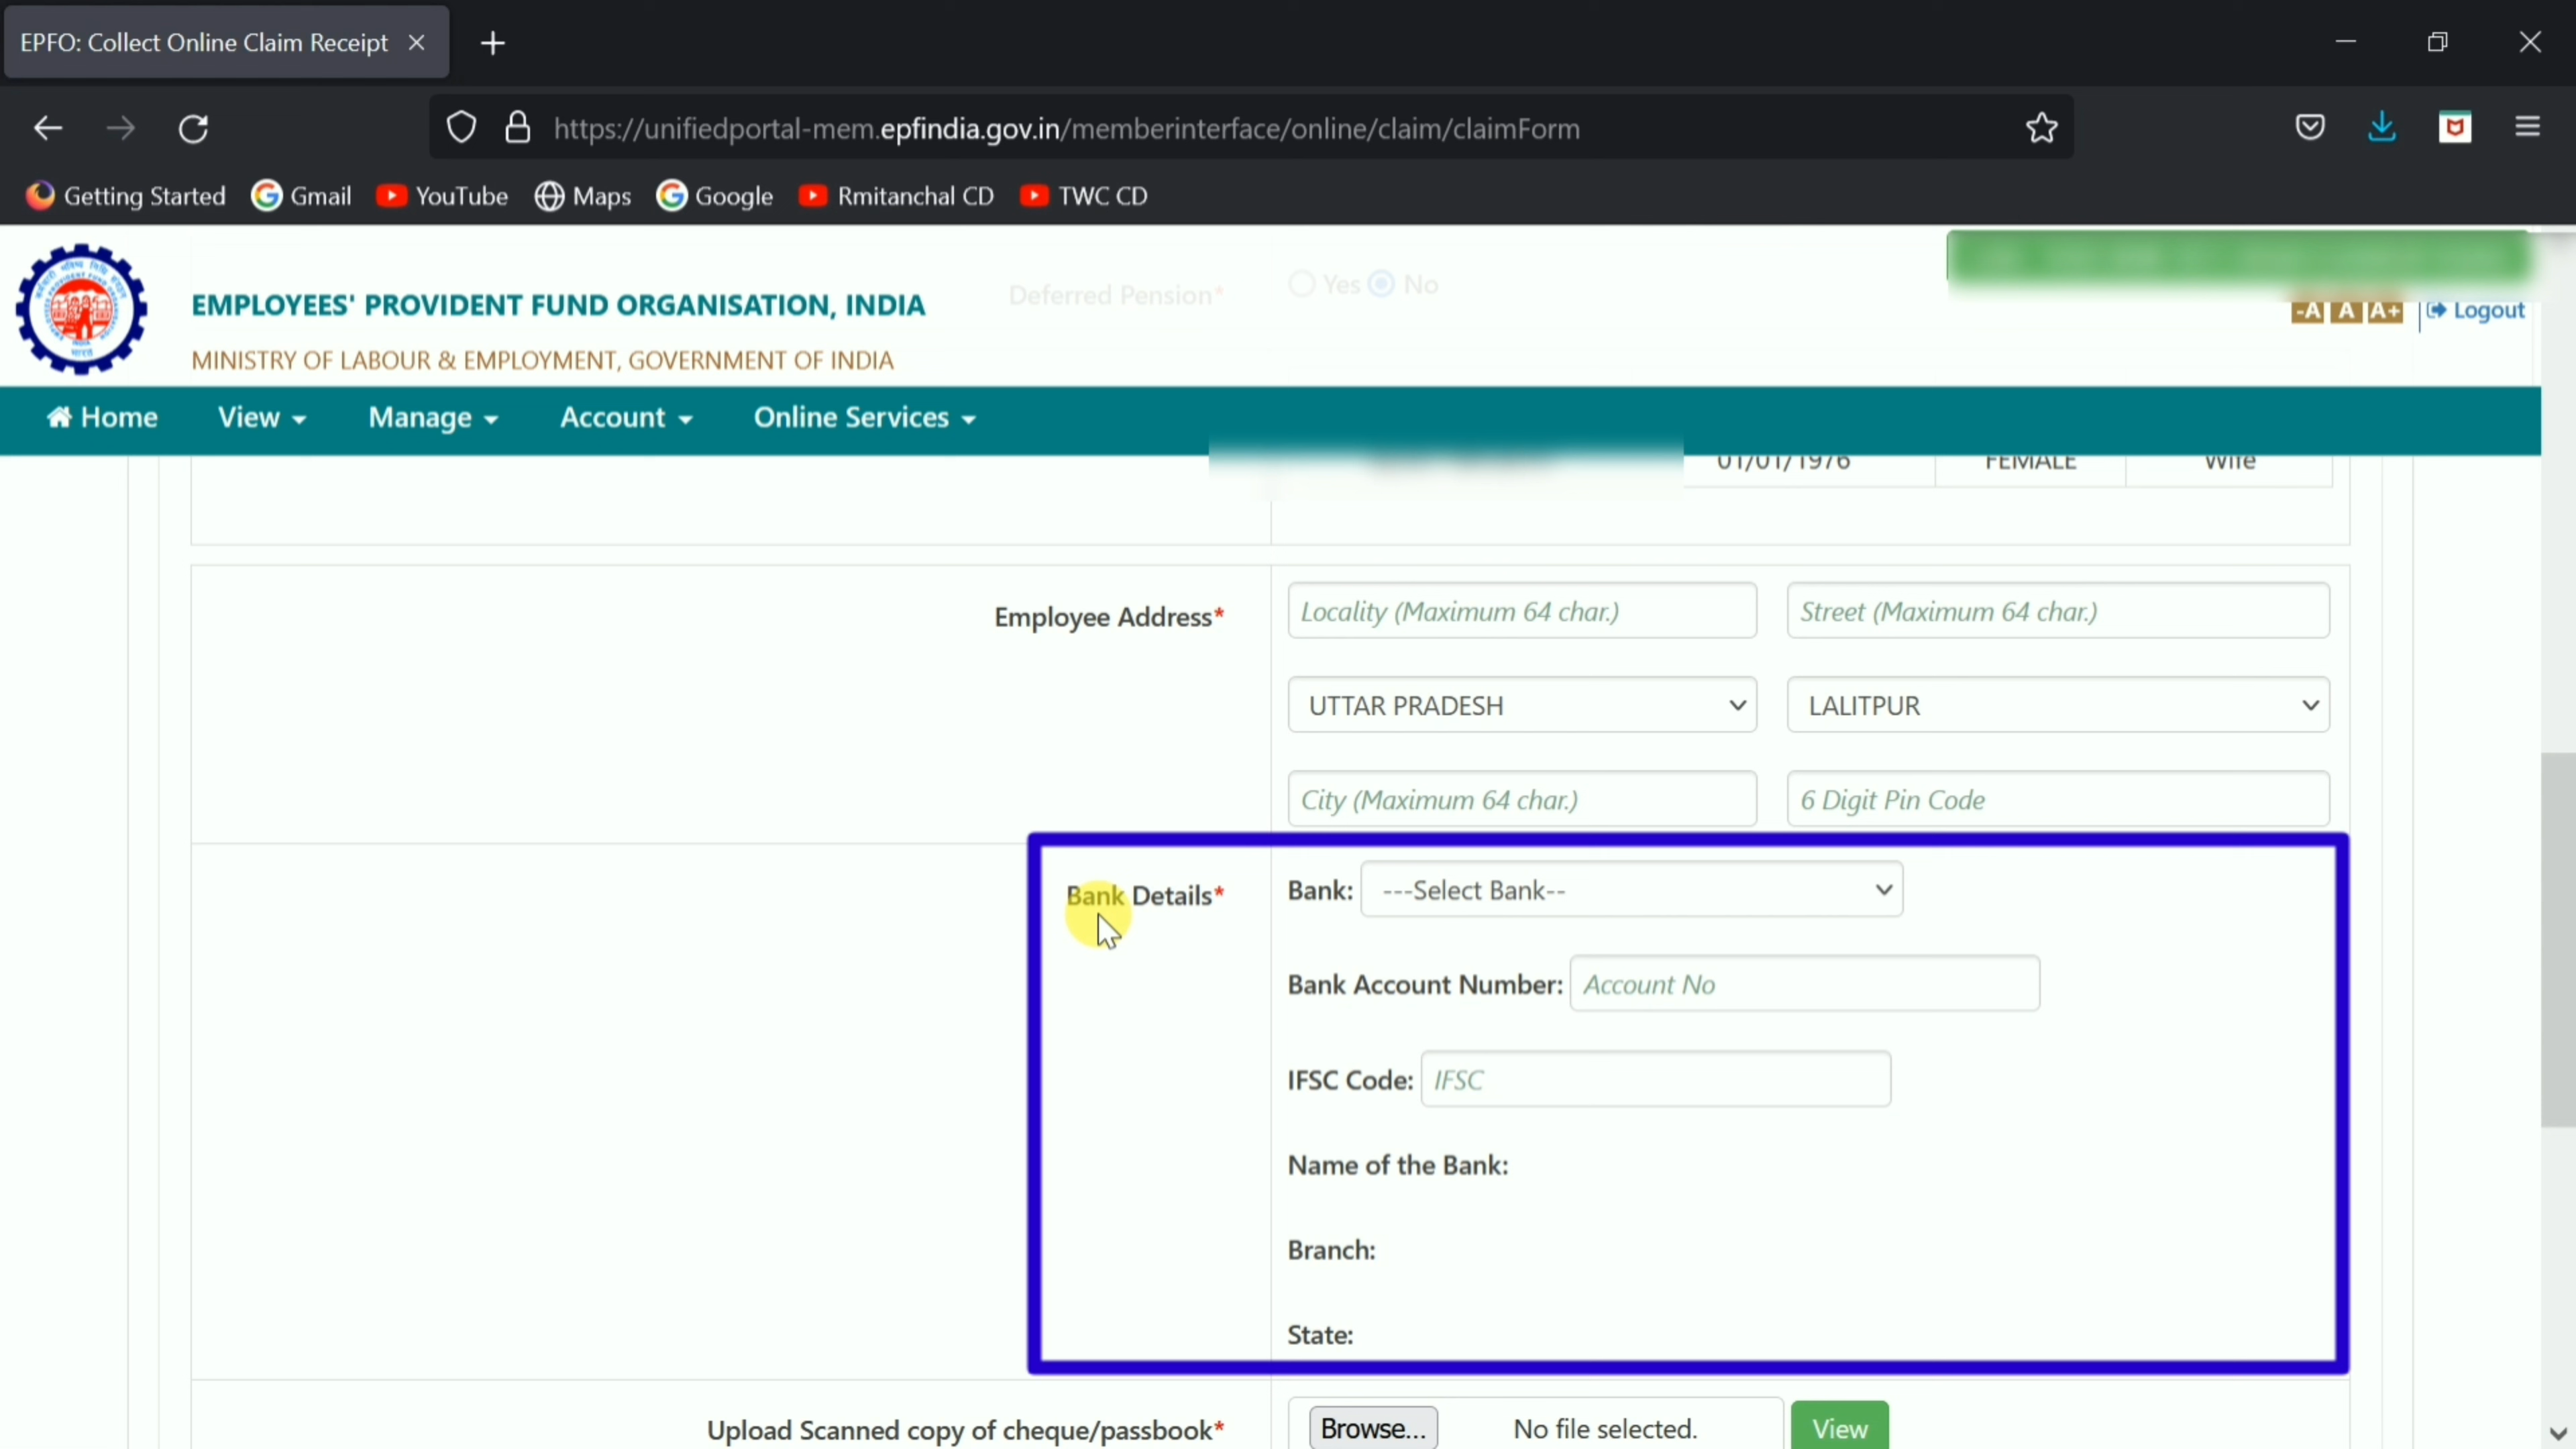 EPFO: Collect Online Claim Receipt
https://unifiedportal-mem.epfindia.gov.in/memberinterface/online/claim/claimForm
Getting Started Gmail YouTube Maps Google Rmitanchal CD TWC CD
Deferred Pension* Yes No
EMPLOYEES' PROVIDENT FUND ORGANISATION, INDIA
-A A A+ Logout
MINISTRY OF LABOUR & EMPLOYMENT, GOVERNMENT OF INDIA
Home View Manage Account Online Services
01/01/1976 FEMALE Wife
Employee Address* Locality (Maximum 64 char.) Street (Maximum 64 char.)
UTTAR PRADESH LALITPUR
City (Maximum 64 char.) 6 Digit Pin Code
Bank Details* Bank: ---Select Bank--
Bank Account Number: Account No
IFSC Code: IFSC
Name of the Bank:
Branch:
State:
Upload Scanned copy of cheque/passbook* Browse... No file selected. View